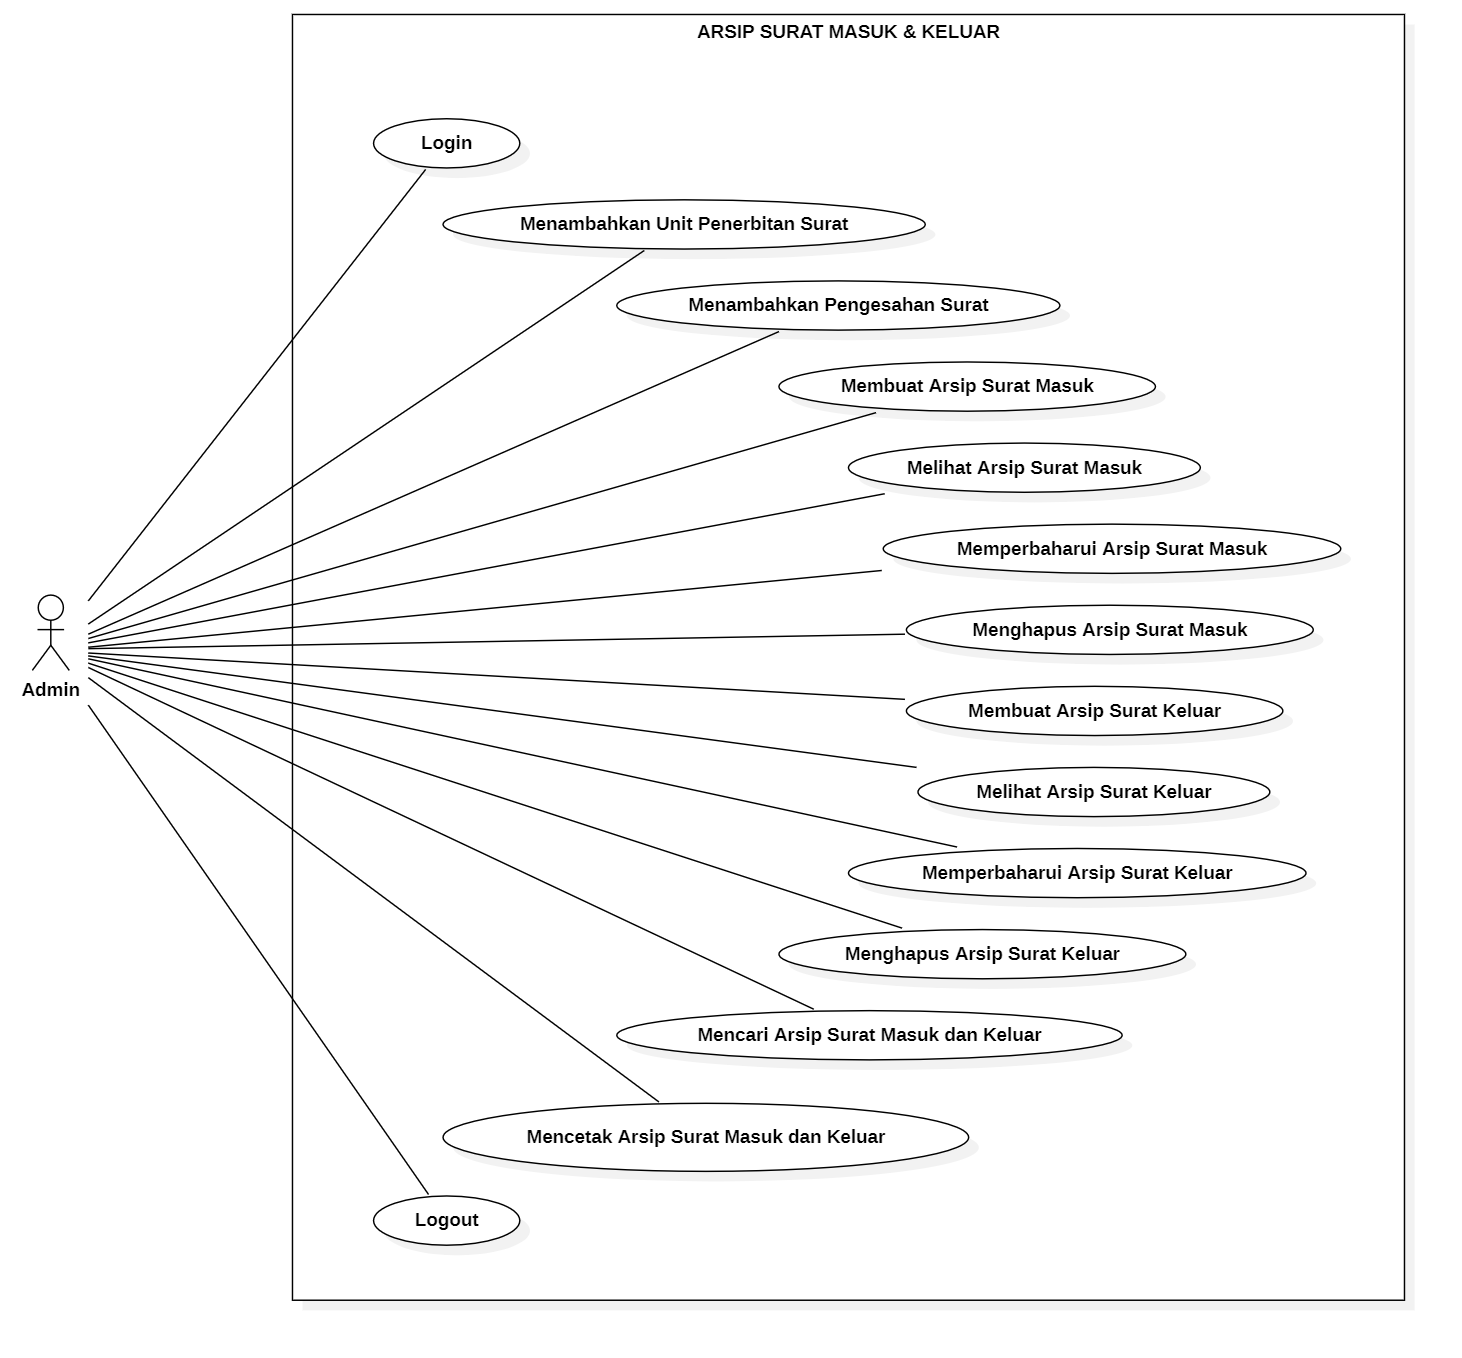 ARSIP SURAT MASUK & KELUAR
Login
Menambahkan Unit Penerbitan Surat
Menambahkan Pengesahan Surat
Membuat Arsip Surat Masuk
Melihat Arsip Surat Masuk
Memperbaharui Arsip Surat Masuk
Menghapus Arsip Surat Masuk
Admin
Membuat Arsip Surat Keluar
Melihat Arsip Surat Keluar
Memperbaharui Arsip Surat Keluar
Menghapus Arsip Surat Keluar
Mencari Arsip Surat Masuk dan Keluar
Mencetak Arsip Surat Masuk dan Keluar
Logout